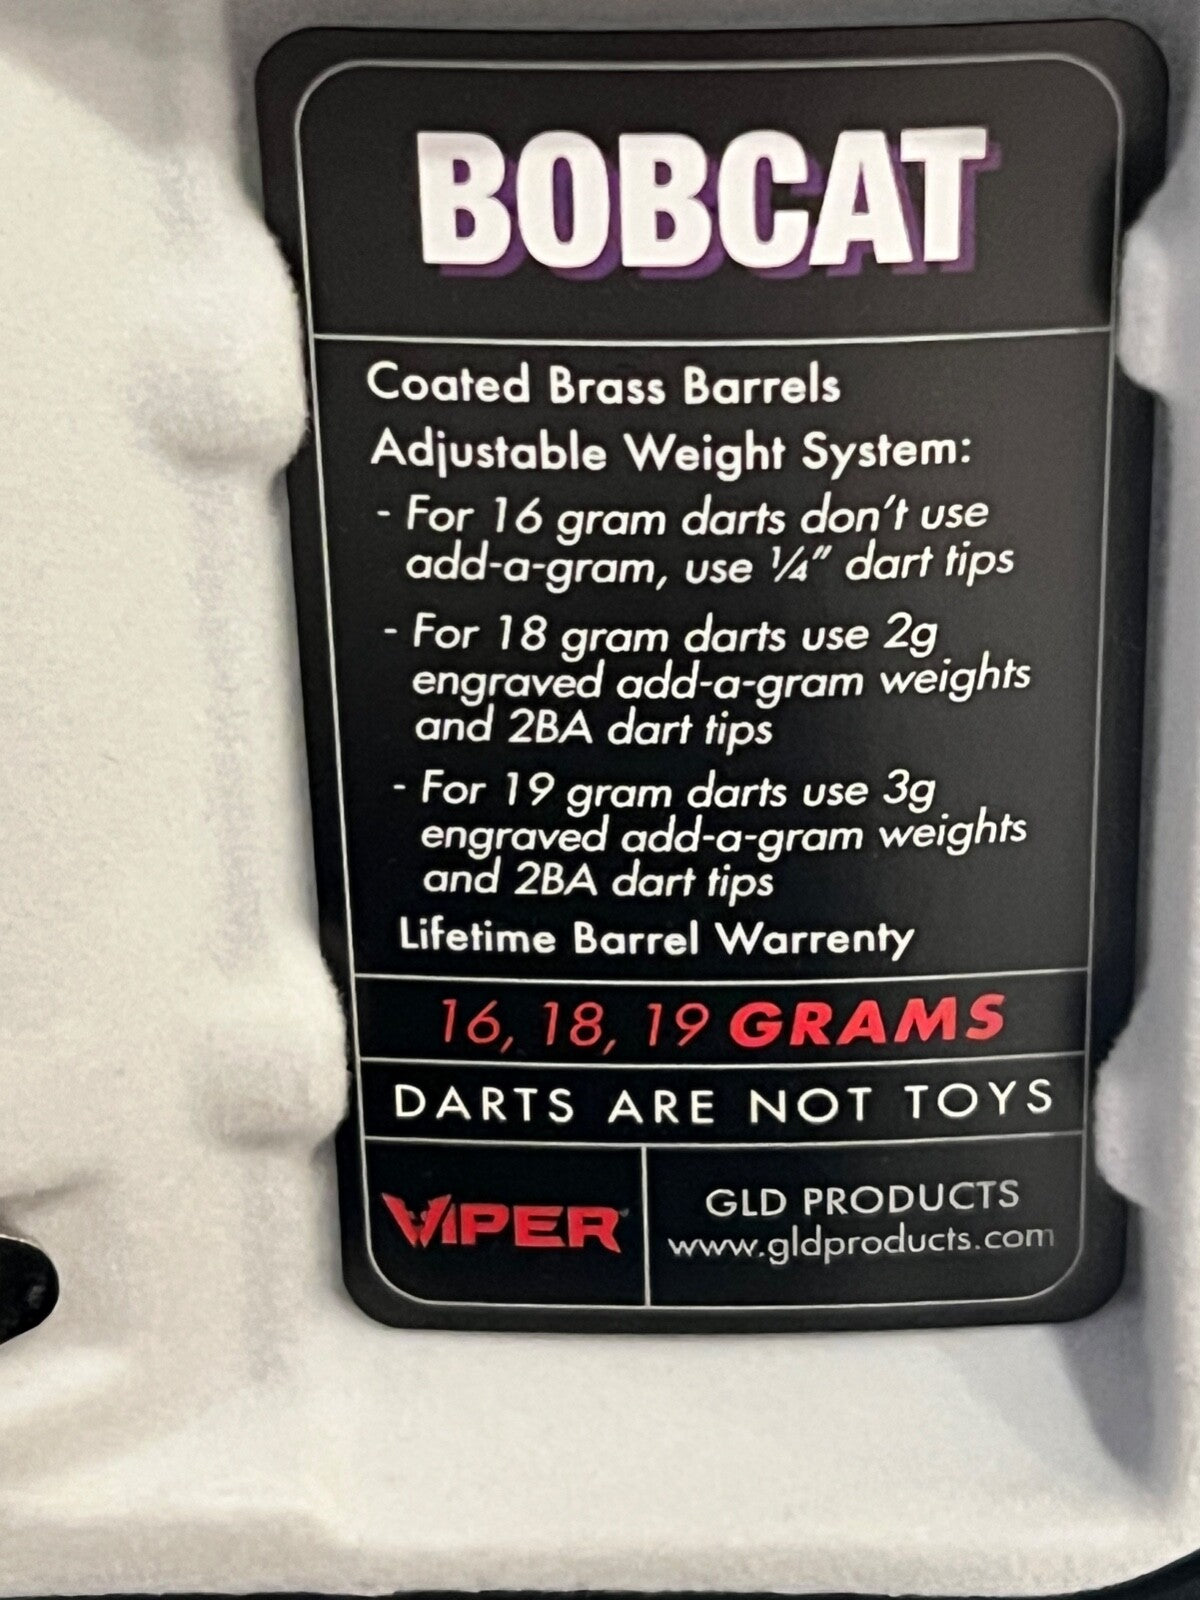 BOBCAT
Coated Brass Barrels
Adjustable Weight System:
- For 16 gram darts don't use
add-a-gram, use ¼" dart tips
- For 18 gram darts use 2g
engraved add-a-gram weights
and 2BA dart tips
- For 19 gram darts use 3g
engraved add-a-gram weights
and 2BA dart tips
Lifetime Barrel Warrenty
16, 18, 19 GRAMS
DARTS ARE NOT TOYS
VIPER
GLD PRODUCTS
www.gldproducts.com